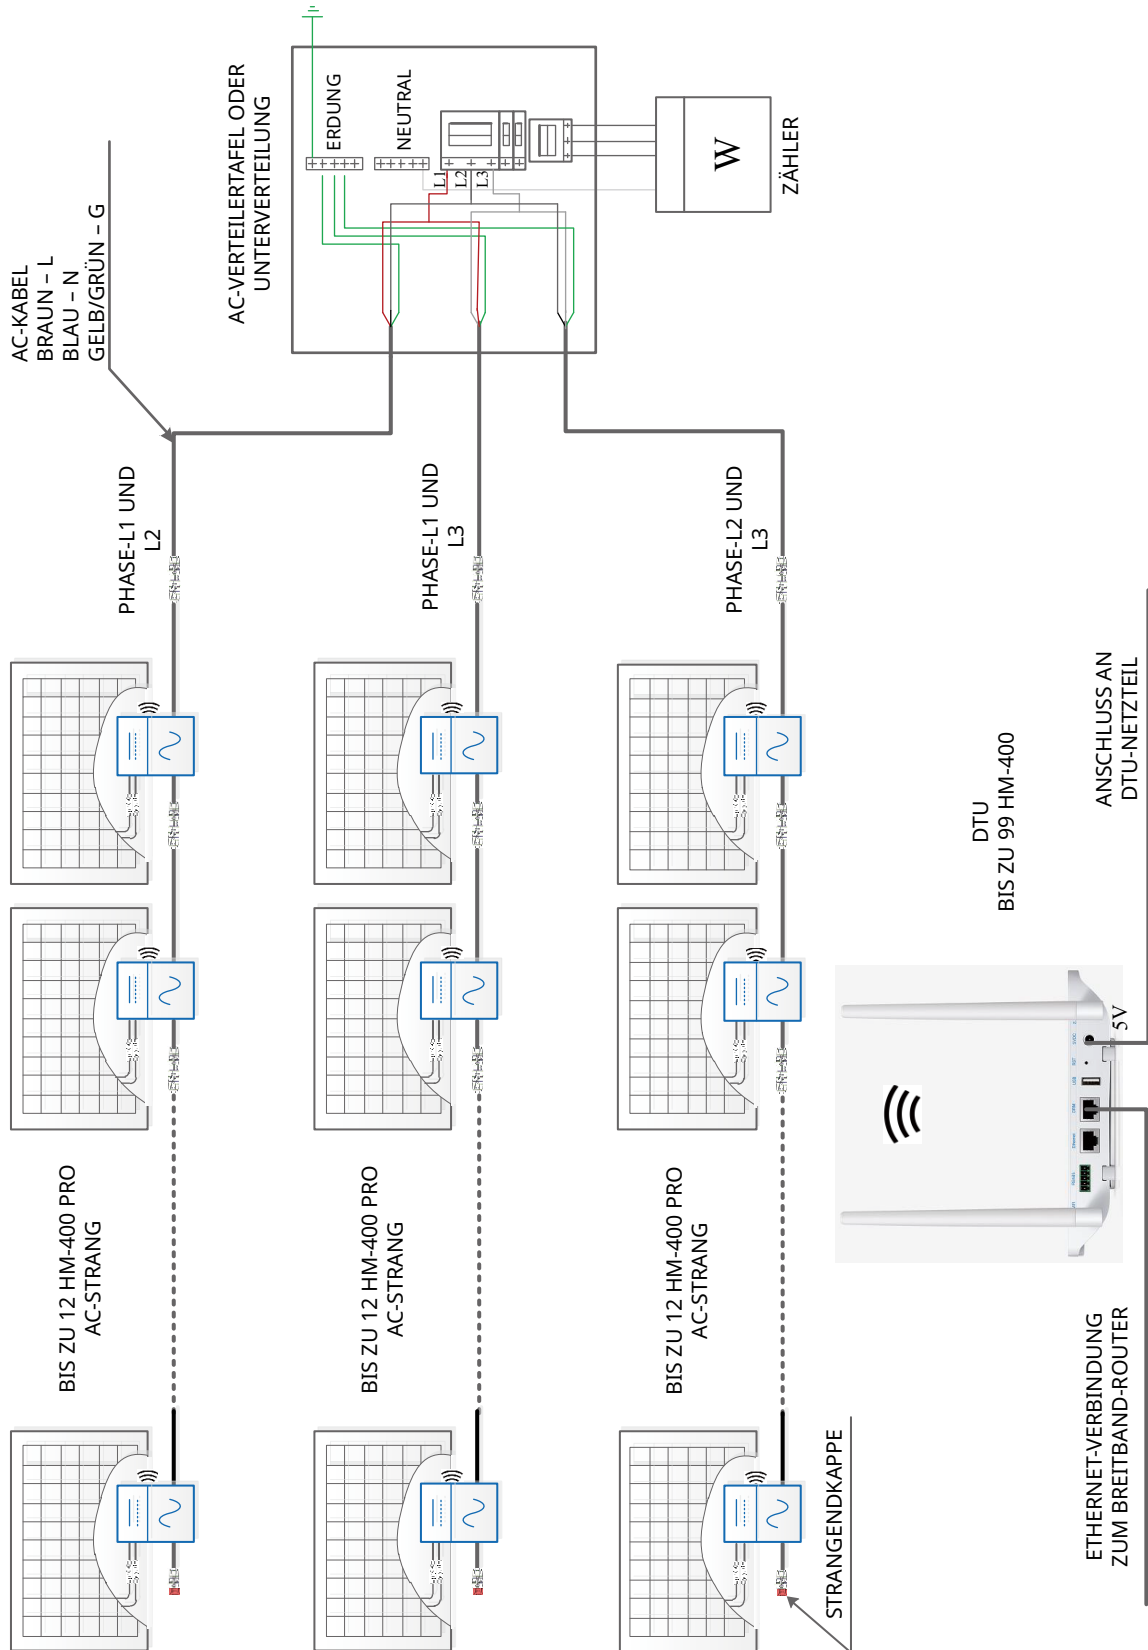 AC-KABEL
BRAUN – L
BLAU – N
GELB/GRÜN – G
AC-VERTEILERTAFEL ODER
UNTERVERTEILUNG
ERDUNG
NEUTRAL
L1
L2
L3
W
ZÄHLER
PHASE-L1 UND
L2
PHASE-L1 UND
L3
PHASE-L2 UND
L3
BIS ZU 12 HM-400 PRO
AC-STRANG
BIS ZU 12 HM-400 PRO
AC-STRANG
BIS ZU 12 HM-400 PRO
AC-STRANG
STRANGENDKAPPE
DTU
BIS ZU 99 HM-400
5V
ANSCHLUSS AN
DTU-NETZTEIL
ETHERNET-VERBINDUNG
ZUM BREITBAND-ROUTER